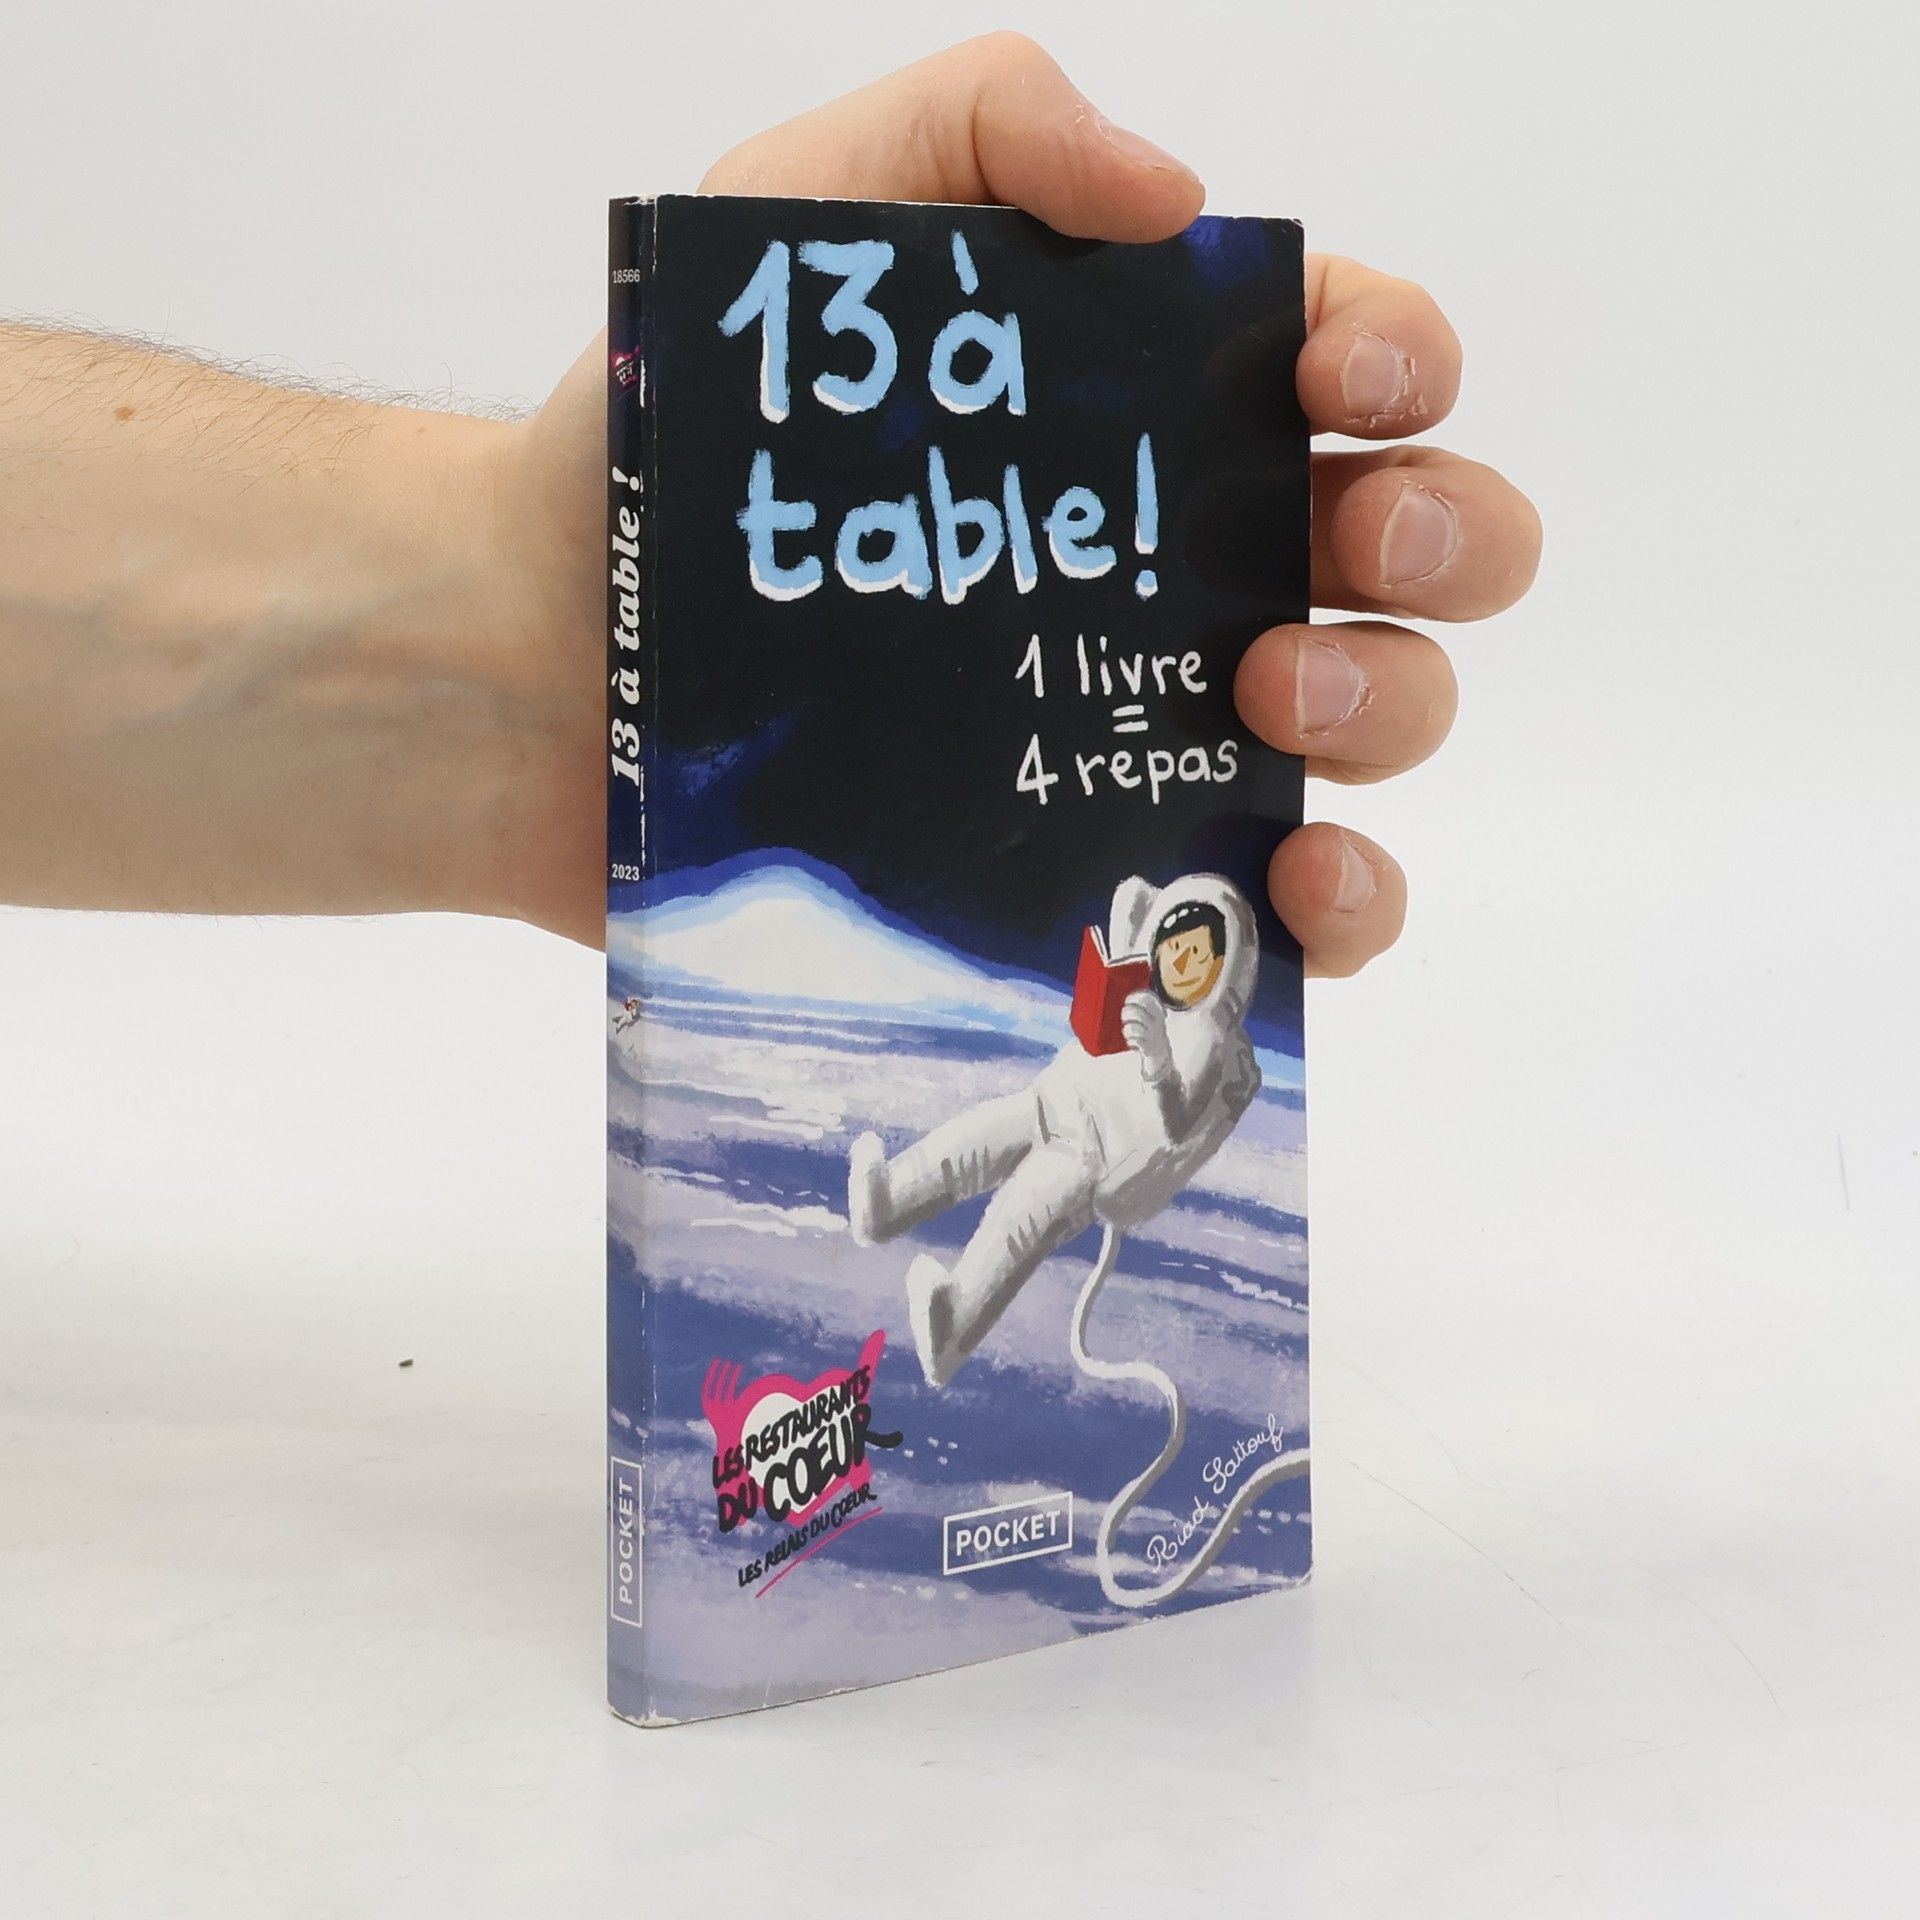 13 à
table!
1 livre
=
4 repas
LES RESTAURANTS
DU COEUR
LES RELAIS DU COEUR
POCKET
Riad Sattouf
18566
13 à table !
2023
POCKET